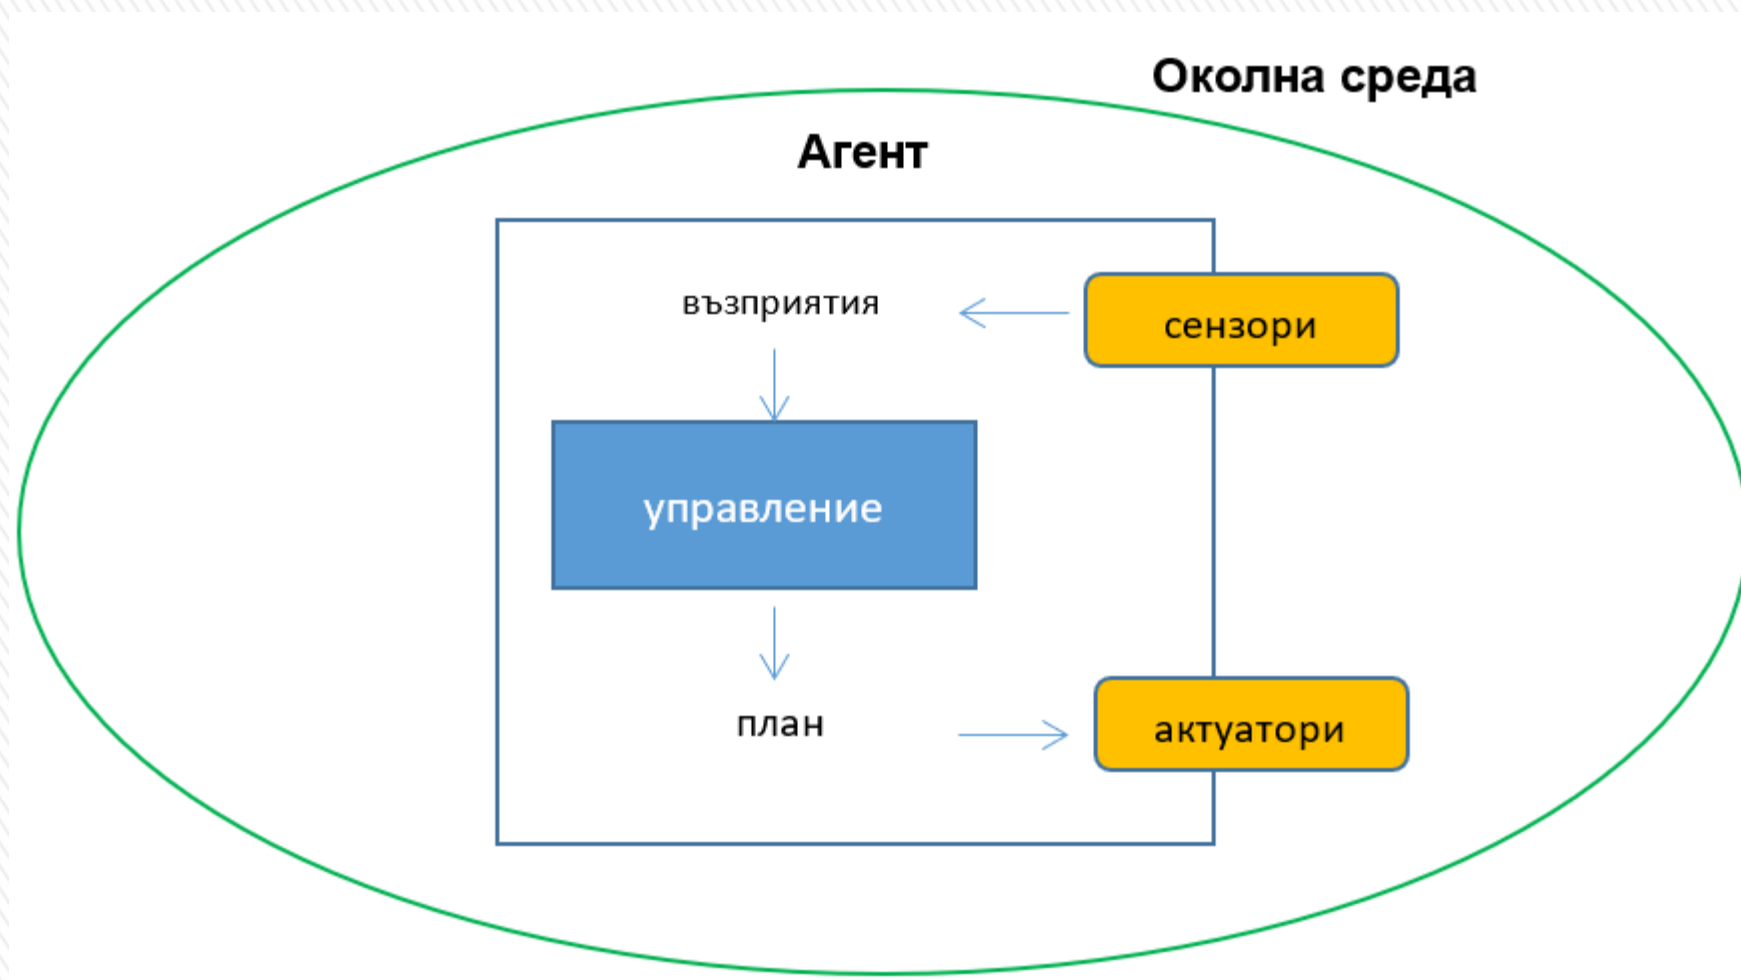 Околна среда
Агент
възприятия
сензори
управление
план
актуатори